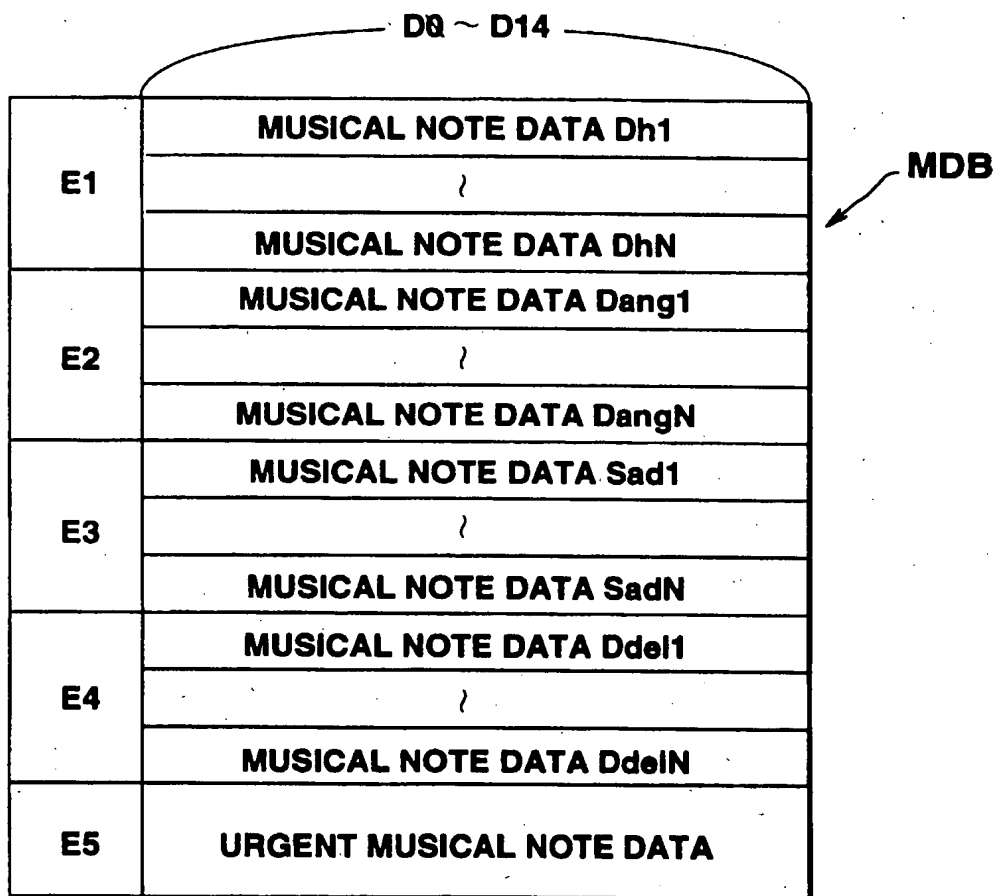 D0 ~ D14
MDB
E1
MUSICAL NOTE DATA Dh1
~
MUSICAL NOTE DATA DhN
E2
MUSICAL NOTE DATA Dang1
~
MUSICAL NOTE DATA DangN
E3
MUSICAL NOTE DATA Sad1
~
MUSICAL NOTE DATA SadN
E4
MUSICAL NOTE DATA Ddel1
~
MUSICAL NOTE DATA DdelN
E5
URGENT MUSICAL NOTE DATA